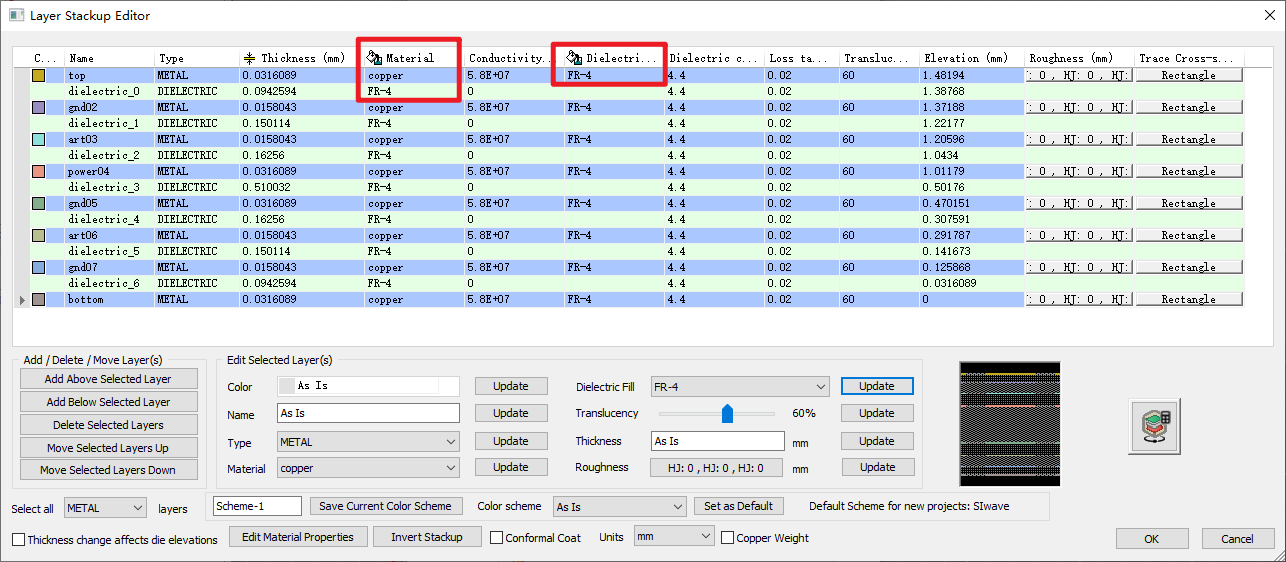 Layer Stackup Editor
C... Name Type Thickness (mm) Material Conductivity... Dielectri... Dielectric c... Loss ta... Transluc... Elevation (mm) Roughness (mm) Trace Cross-s...
top METAL 0.0316089 copper 5.8E+07 FR-4 4.4 0.02 60 1.48194 : 0 , HJ: 0 , HJ: Rectangle
dielectric_0 DIELECTRIC 0.0942594 FR-4 0 4.4 0.02 1.38768
gnd02 METAL 0.0158043 copper 5.8E+07 FR-4 4.4 0.02 60 1.37188 : 0 , HJ: 0 , HJ: Rectangle
dielectric_1 DIELECTRIC 0.150114 FR-4 0 4.4 0.02 1.22177
art03 METAL 0.0158043 copper 5.8E+07 FR-4 4.4 0.02 60 1.20596 : 0 , HJ: 0 , HJ: Rectangle
dielectric_2 DIELECTRIC 0.16256 FR-4 0 4.4 0.02 1.0434
power04 METAL 0.0158043 copper 5.8E+07 FR-4 4.4 0.02 60 1.01179 : 0 , HJ: 0 , HJ: Rectangle
dielectric_3 DIELECTRIC 0.510032 FR-4 0 4.4 0.02 0.50176
gnd05 METAL 0.0158043 copper 5.8E+07 FR-4 4.4 0.02 60 0.470151 : 0 , HJ: 0 , HJ: Rectangle
dielectric_4 DIELECTRIC 0.16256 FR-4 0 4.4 0.02 0.307591
art06 METAL 0.0158043 copper 5.8E+07 FR-4 4.4 0.02 60 0.291787 : 0 , HJ: 0 , HJ: Rectangle
dielectric_5 DIELECTRIC 0.150114 FR-4 0 4.4 0.02 0.141673
gnd07 METAL 0.0158043 copper 5.8E+07 FR-4 4.4 0.02 60 0.125868 : 0 , HJ: 0 , HJ: Rectangle
dielectric_6 DIELECTRIC 0.0942594 FR-4 0 4.4 0.02 0.0316089
bottom METAL 0.0316089 copper 5.8E+07 FR-4 4.4 0.02 60 0 : 0 , HJ: 0 , HJ: Rectangle
Add / Delete / Move Layer(s)
Add Above Selected Layer
Add Below Selected Layer
Delete Selected Layers
Move Selected Layers Up
Move Selected Layers Down
Edit Selected Layer(s)
Color As Is Update Dielectric Fill FR-4 Update
Name As Is Update Translucency 60% Update
Type METAL Update Thickness As Is mm Update
Material copper Update Roughness HJ: 0 , HJ: 0 , HJ: 0 mm Update
Select all METAL layers Scheme-1 Save Current Color Scheme Color scheme As Is Set as Default Default Scheme for new projects: SIwave
Thickness change affects die elevations Edit Material Properties Invert Stackup Conformal Coat Units mm Copper Weight OK Cancel